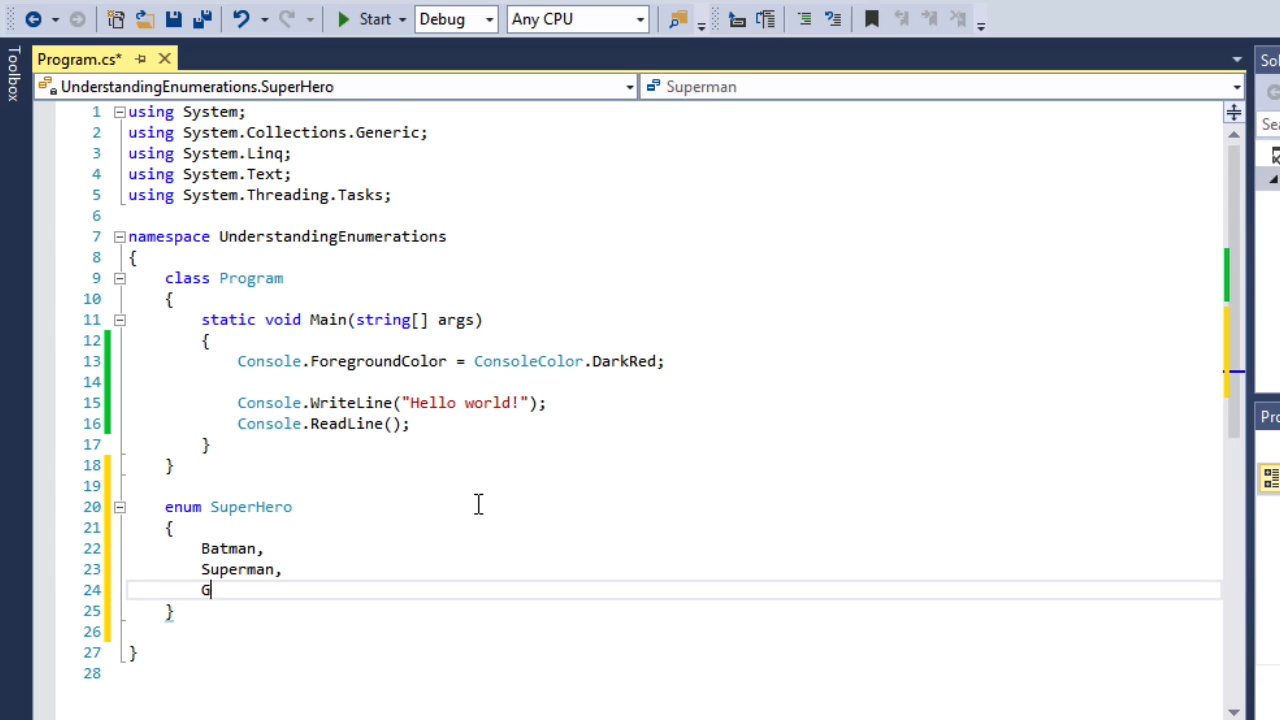 Start Debug Any CPU
Toolbox
Program.cs*
UnderstandingEnumerations.SuperHero Superman
1 using System;
2 using System.Collections.Generic;
3 using System.Linq;
4 using System.Text;
5 using System.Threading.Tasks;
6
7 namespace UnderstandingEnumerations
8 {
9 class Program
10 {
11 static void Main(string[] args)
12 {
13 Console.ForegroundColor = ConsoleColor.DarkRed;
14
15 Console.WriteLine("Hello world!");
16 Console.ReadLine();
17 }
18 }
19
20 enum SuperHero
21 {
22 Batman,
23 Superman,
24 G
25 }
26
27 }
28